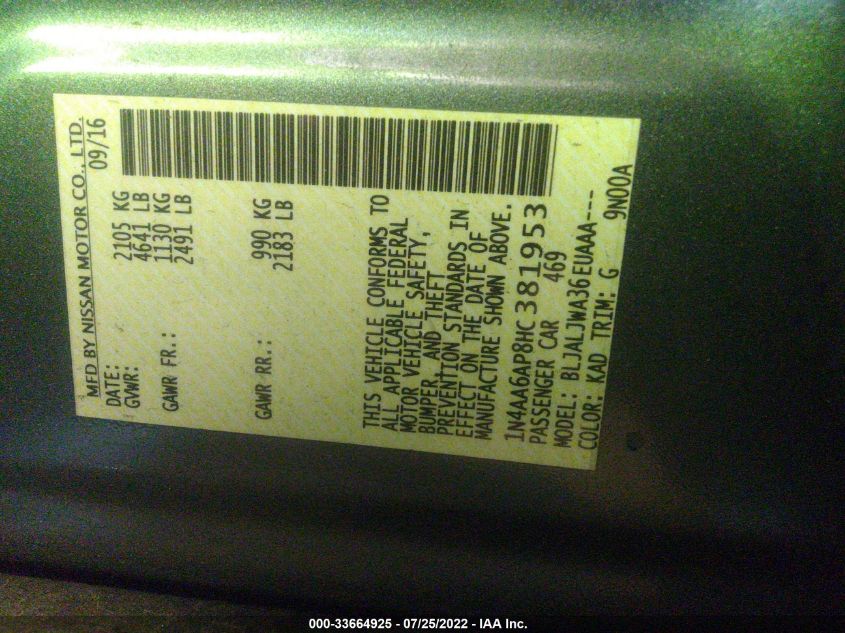 MFD BY NISSAN MOTOR CO., LTD.
DATE: 09/16
GVWR: 2105 KG
4641 LB
GAWR FR.: 1130 KG
2491 LB
GAWR RR.: 990 KG
2183 LB
THIS VEHICLE CONFORMS TO
ALL APPLICABLE FEDERAL
MOTOR VEHICLE SAFETY,
BUMPER, AND THEFT
PREVENTION STANDARDS IN
EFFECT ON THE DATE OF
MANUFACTURE SHOWN ABOVE.
1N4AA6AP8HC381953
PASSENGER CAR 469
MODEL: BLJALJWA36EUAAA---
COLOR: KAD TRIM: G 9N00A
000-33664925 - 07/25/2022 - IAA Inc.